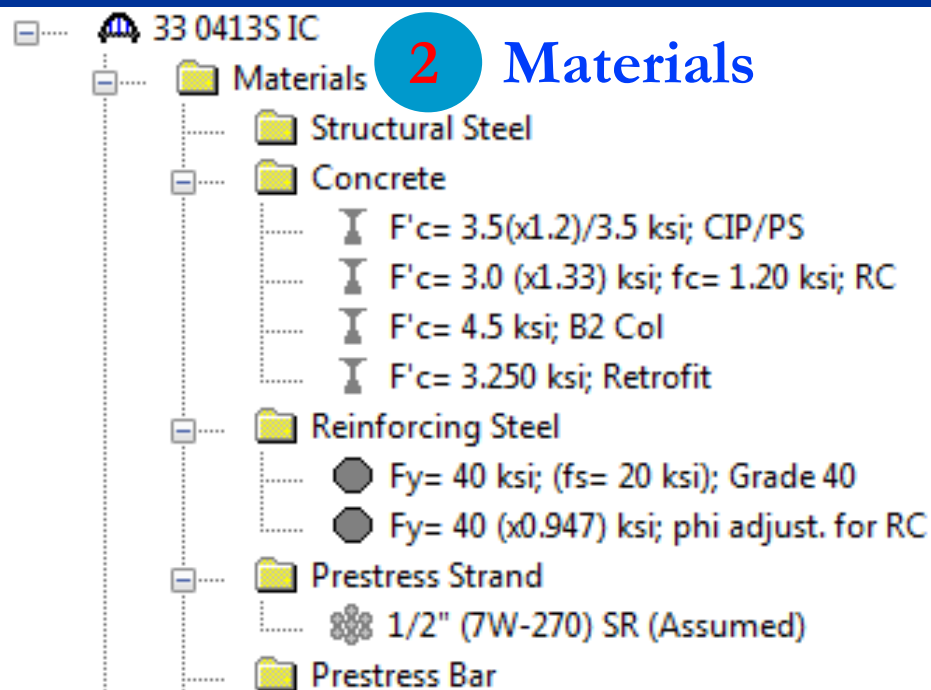 33 0413S IC
Materials 2 Materials
Structural Steel
Concrete
F'c= 3.5(x1.2)/3.5 ksi; CIP/PS
F'c= 3.0 (x1.33) ksi; fc= 1.20 ksi; RC
F'c= 4.5 ksi; B2 Col
F'c= 3.250 ksi; Retrofit
Reinforcing Steel
Fy= 40 ksi; (fs= 20 ksi); Grade 40
Fy= 40 (x0.947) ksi; phi adjust. for RC
Prestress Strand
1/2" (7W-270) SR (Assumed)
Prestress Bar